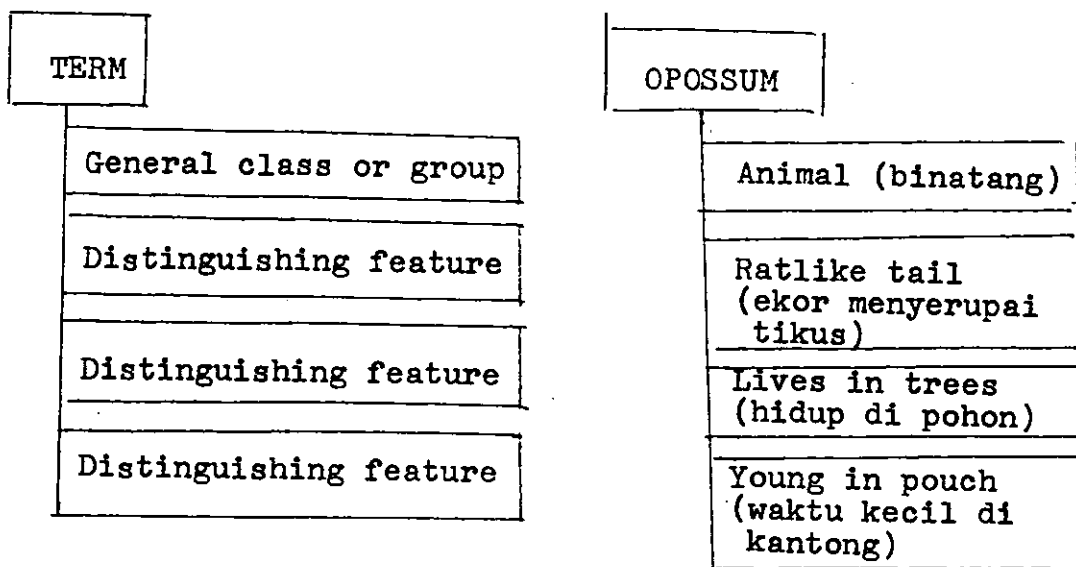 TERM
General class or group
Distinguishing feature
Distinguishing feature
Distinguishing feature
OPOSSUM
Animal (binatang)
Ratlike tail
(ekor menyerupai
tikus)
Lives in trees
(hidup di pohon)
Young in pouch
(waktu kecil di
kantong)